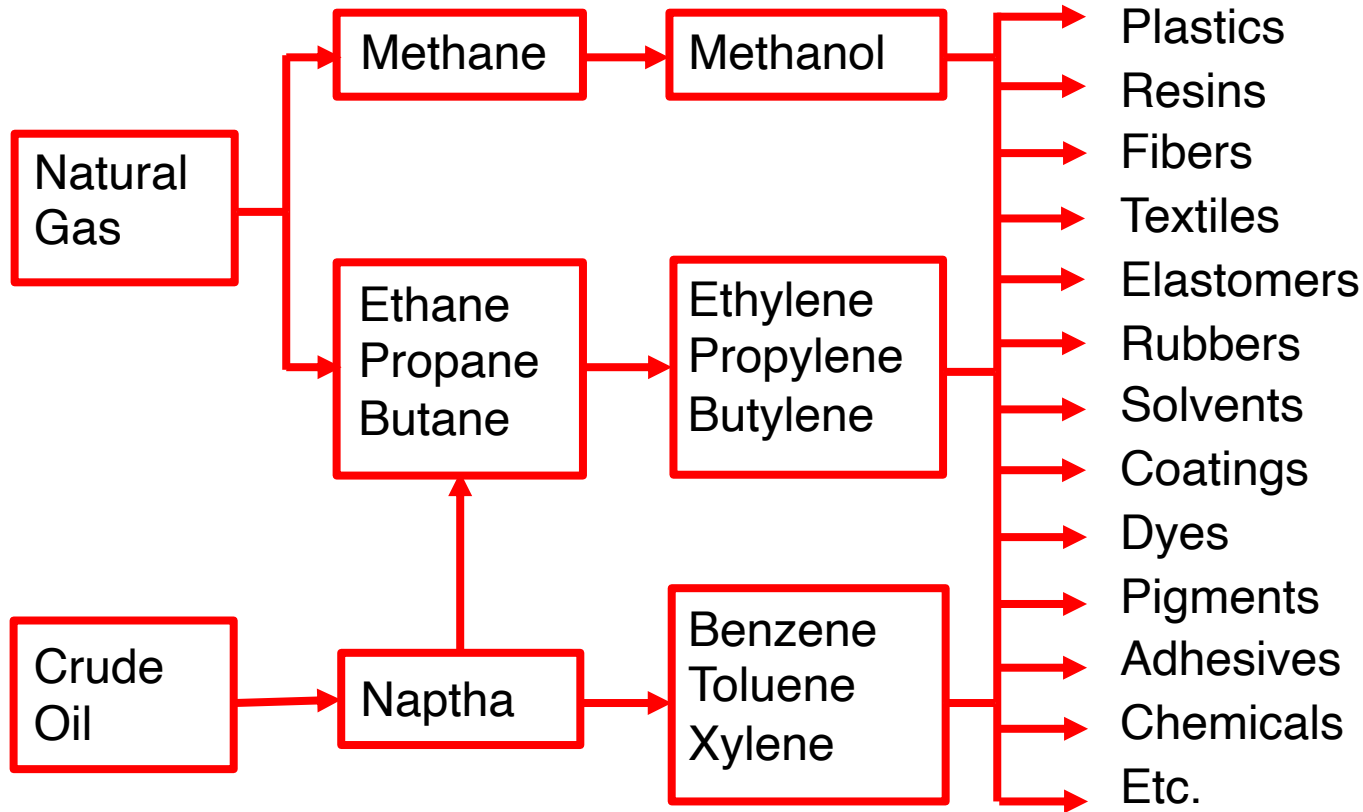 Natural
Gas
Crude
Oil
Methane
Ethane
Propane
Butane
Naptha
Methanol
Ethylene
Propylene
Butylene
Benzene
Toluene
Xylene
Plastics
Resins
Fibers
Textiles
Elastomers
Rubbers
Solvents
Coatings
Dyes
Pigments
Adhesives
Chemicals
Etc.